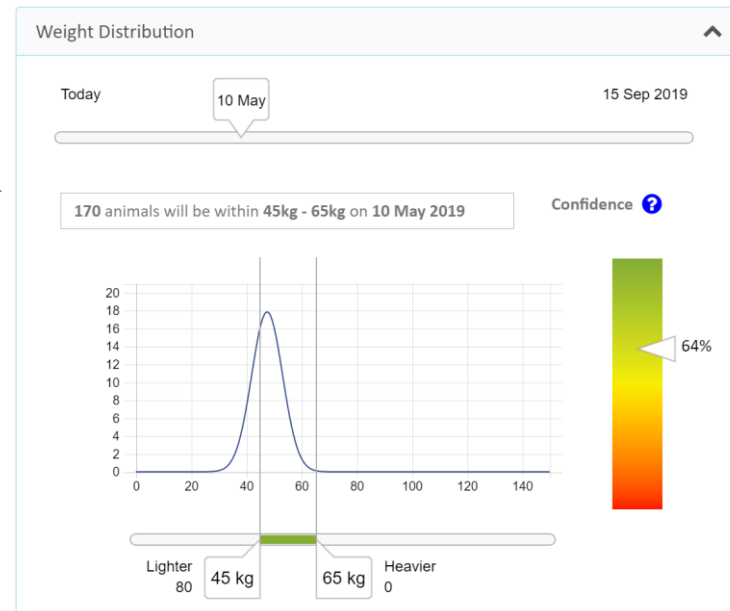 Weight Distribution
Today
10 May
15 Sep 2019
170 animals will be within 45kg - 65kg on 10 May 2019
Confidence ?
20
18
16
14
12
10
8
6
4
2
0
0 20 40 60 80 100 120 140
64%
Lighter
80
45 kg
65 kg
Heavier
0